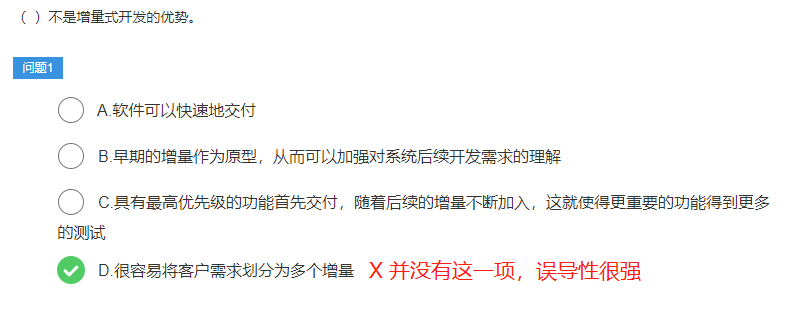 （ ）不是增量式开发的优势。
问题1
A.软件可以快速地交付
B.早期的增量作为原型，从而可以加强对系统后续开发需求的理解
C.具有最高优先级的功能首先交付，随着后续的增量不断加入，这就使得更重要的功能得到更多
的测试
D.很容易将客户需求划分为多个增量 X 并没有这一项，误导性很强